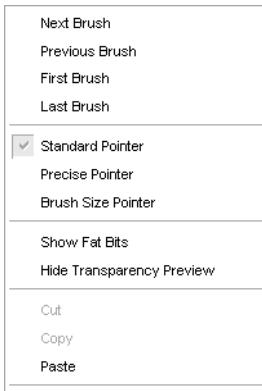 Next Brush
Previous Brush
First Brush
Last Brush
Standard Pointer
Precise Pointer
Brush Size Pointer
Show Fat Bits
Hide Transparency Preview
Cut
Copy
Paste